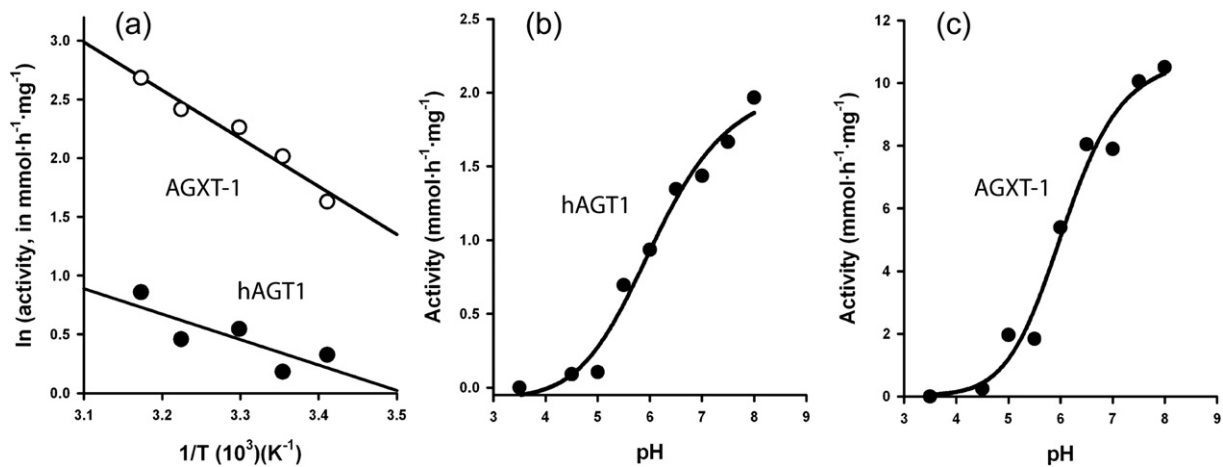 (a)
ln (activity, in mmol·h⁻¹·mg⁻¹)
3.0
2.5
2.0
1.5
1.0
0.5
0.0
AGXT-1
hAGT1
3.1 3.2 3.3 3.4 3.5
1/T (10³)(K⁻¹)
(b)
Activity (mmol·h⁻¹·mg⁻¹)
2.5
2.0
1.5
1.0
0.5
0.0
hAGT1
3 4 5 6 7 8 9
pH
(c)
Activity (mmol·h⁻¹·mg⁻¹)
12
10
8
6
4
2
0
AGXT-1
3 4 5 6 7 8 9
pH